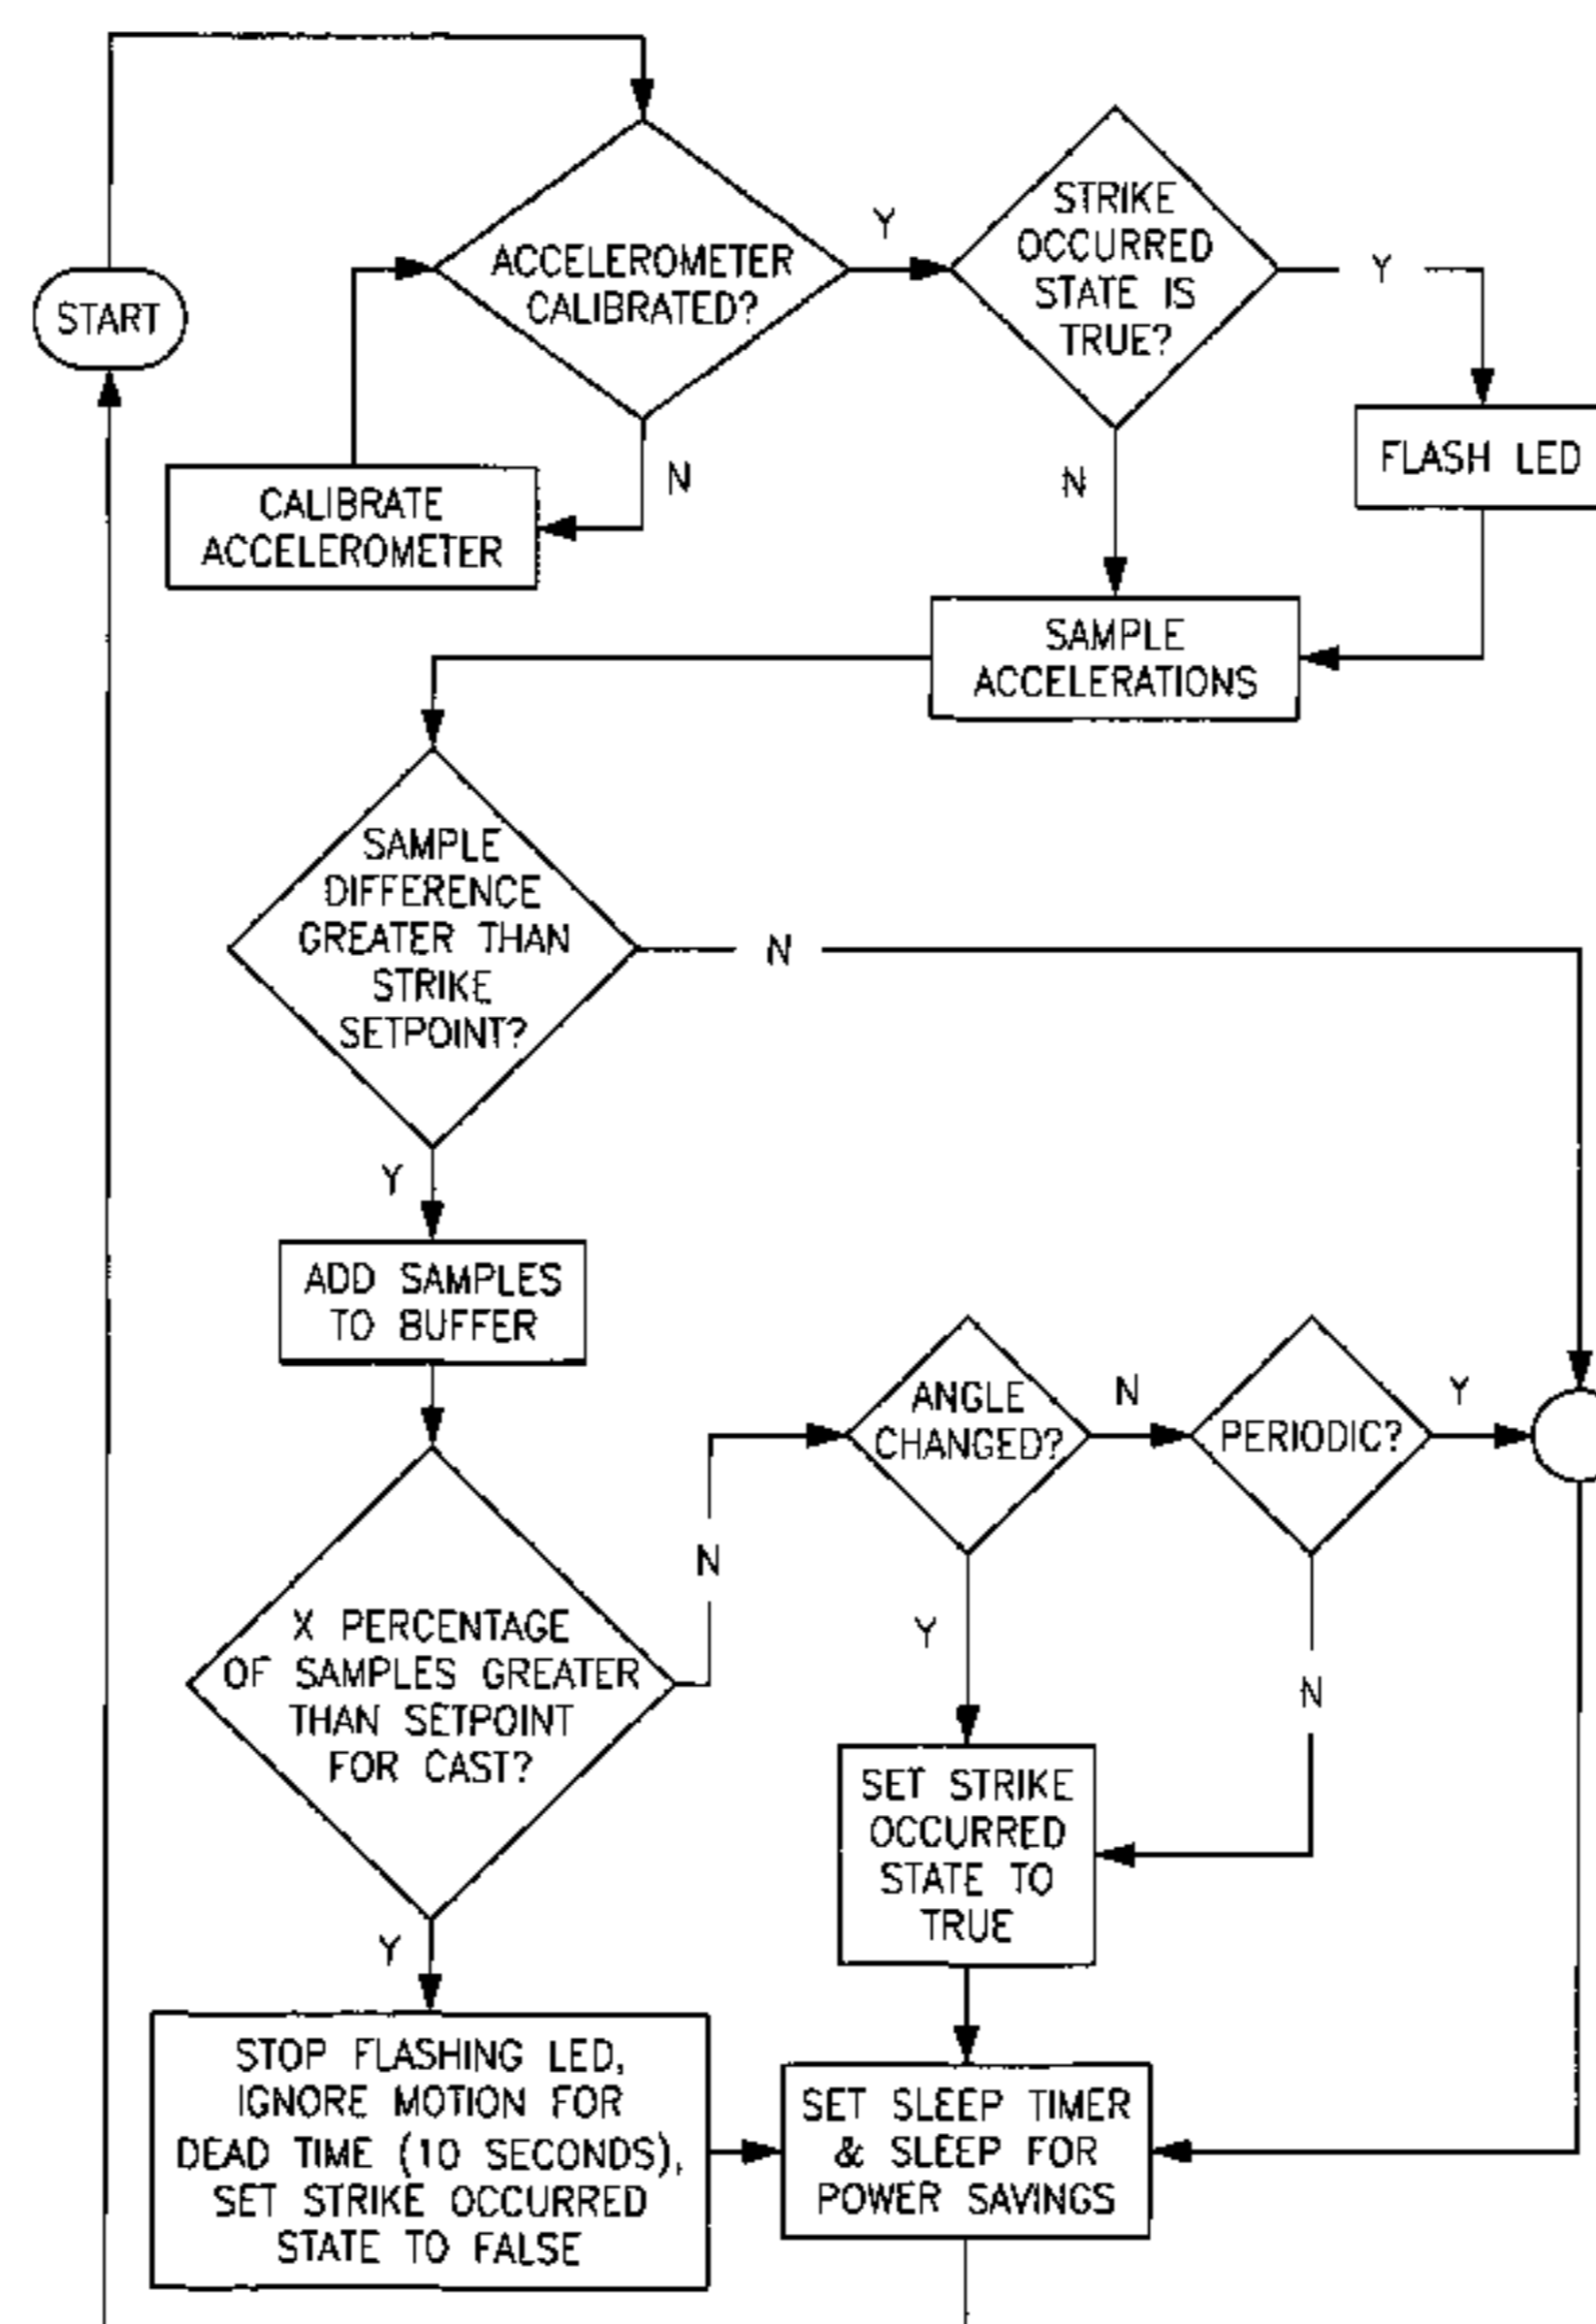 START
ACCELEROMETER
CALIBRATED?
Y
STRIKE
OCCURRED
STATE IS
TRUE?
Y
FLASH LED
N
CALIBRATE
ACCELEROMETER
N
SAMPLE
ACCELERATIONS
SAMPLE
DIFFERENCE
GREATER THAN
STRIKE
SETPOINT?
N
Y
ADD SAMPLES
TO BUFFER
ANGLE
CHANGED?
N
PERIODIC?
Y
N
X PERCENTAGE
OF SAMPLES GREATER
THAN SETPOINT
FOR CAST?
Y
N
SET STRIKE
OCCURRED
STATE TO
TRUE
Y
STOP FLASHING LED,
IGNORE MOTION FOR
DEAD TIME (10 SECONDS),
SET STRIKE OCCURRED
STATE TO FALSE
SET SLEEP TIMER
& SLEEP FOR
POWER SAVINGS